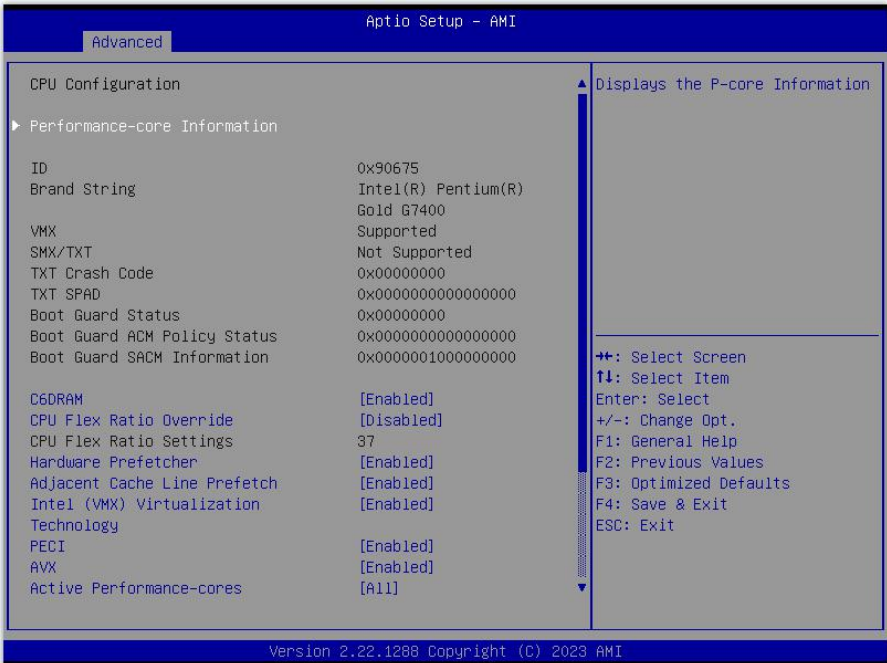 Aptio Setup - AMI
Advanced
CPU Configuration
Performance-core Information
ID 0x90675
Brand String Intel(R) Pentium(R)
Gold G7400
VMX Supported
SMX/TXT Not Supported
TXT Crash Code 0x00000000
TXT SPAD 0x0000000000000000
Boot Guard Status 0x00000000
Boot Guard ACM Policy Status 0x0000000000000000
Boot Guard SACM Information 0x0000001000000000
C6DRAM [Enabled]
CPU Flex Ratio Override [Disabled]
CPU Flex Ratio Settings 37
Hardware Prefetcher [Enabled]
Adjacent Cache Line Prefetch [Enabled]
Intel (VMX) Virtualization [Enabled]
Technology
PECI [Enabled]
AVX [Enabled]
Active Performance-cores [All]
Displays the P-core Information
→←: Select Screen
↑↓: Select Item
Enter: Select
+/-: Change Opt.
F1: General Help
F2: Previous Values
F3: Optimized Defaults
F4: Save & Exit
ESC: Exit
Version 2.22.1288 Copyright (C) 2023 AMI